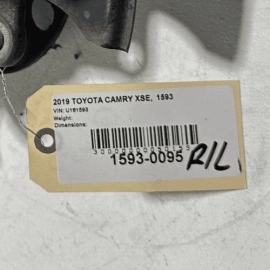 2019 TOYOTA CAMRY XSE, 1593
VIN: U181593
Weight:
Dimensions:
1593-0095 R/L